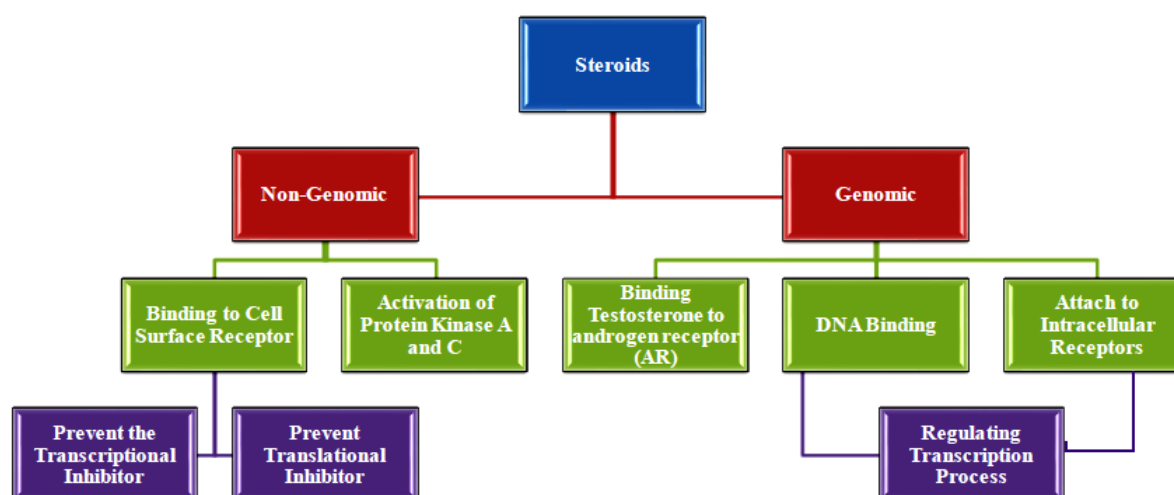 Steroids
Non-Genomic
Genomic
Binding to Cell
Surface Receptor
Activation of
Protein Kinase A
and C
Binding
Testosterone to
androgen receptor
(AR)
DNA Binding
Attach to
Intracellular
Receptors
Prevent the
Transcriptional
Inhibitor
Prevent
Translational
Inhibitor
Regulating
Transcription
Process